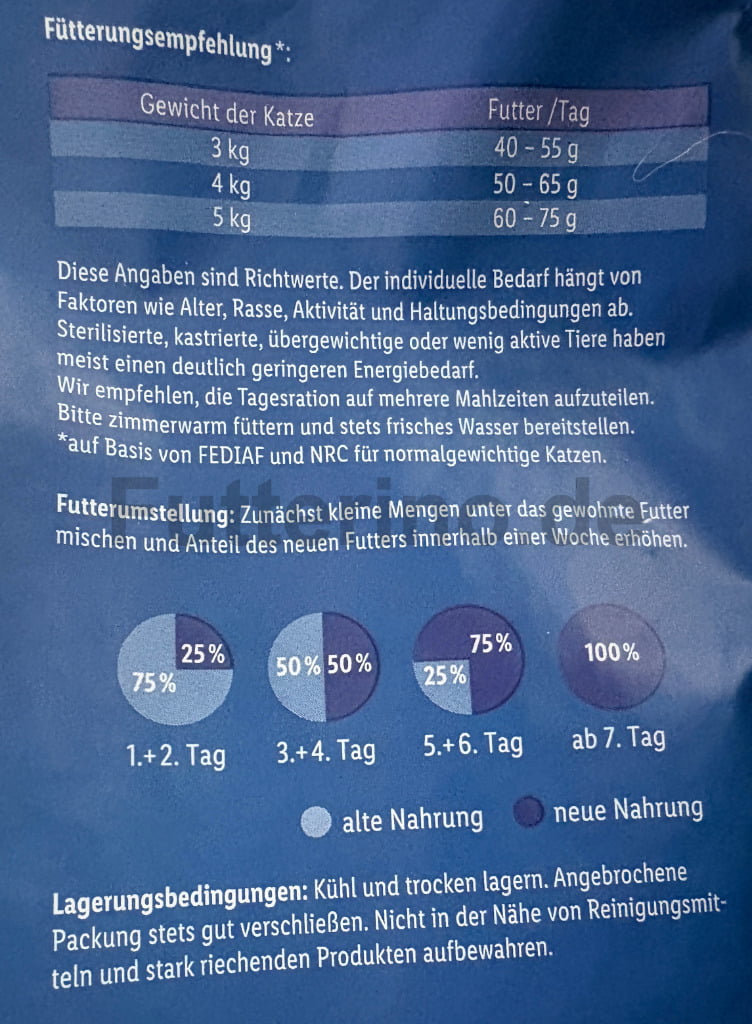 Fütterungsempfehlung*:
Gewicht der Katze Futter /Tag
3 kg 40 – 55 g
4 kg 50 – 65 g
5 kg 60 – 75 g
Diese Angaben sind Richtwerte. Der individuelle Bedarf hängt von
Faktoren wie Alter, Rasse, Aktivität und Haltungsbedingungen ab.
Sterilisierte, kastrierte, übergewichtige oder wenig aktive Tiere haben
meist einen deutlich geringeren Energiebedarf.
Wir empfehlen, die Tagesration auf mehrere Mahlzeiten aufzuteilen.
Bitte zimmerwarm füttern und stets frisches Wasser bereitstellen.
*auf Basis von FEDIAF und NRC für normalgewichtige Katzen.
Futterino.de
Futterumstellung: Zunächst kleine Mengen unter das gewohnte Futter
mischen und Anteil des neuen Futters innerhalb einer Woche erhöhen.
25% 75% 50% 50% 75% 25% 100%
1.+2. Tag 3.+4. Tag 5.+6. Tag ab 7. Tag
alte Nahrung neue Nahrung
Lagerungsbedingungen: Kühl und trocken lagern. Angebrochene
Packung stets gut verschließen. Nicht in der Nähe von Reinigungsmit-
teln und stark riechenden Produkten aufbewahren.